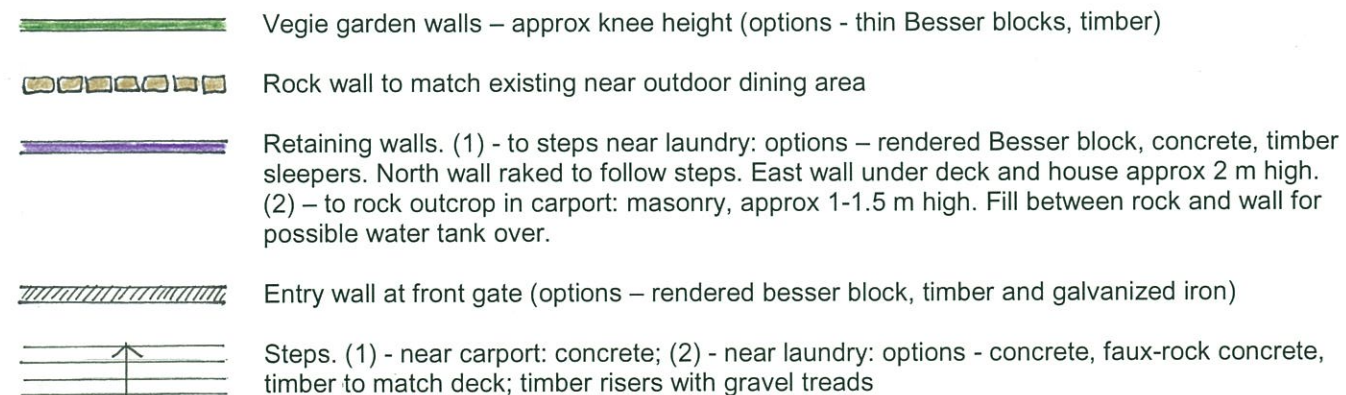 Vegie garden walls – approx knee height (options - thin Besser blocks, timber)
Rock wall to match existing near outdoor dining area
Retaining walls. (1) - to steps near laundry: options – rendered Besser block, concrete, timber
sleepers. North wall raked to follow steps. East wall under deck and house approx 2 m high.
(2) – to rock outcrop in carport: masonry, approx 1-1.5 m high. Fill between rock and wall for
possible water tank over.
Entry wall at front gate (options – rendered besser block, timber and galvanized iron)
Steps. (1) - near carport: concrete; (2) - near laundry: options - concrete, faux-rock concrete,
timber to match deck; timber risers with gravel treads